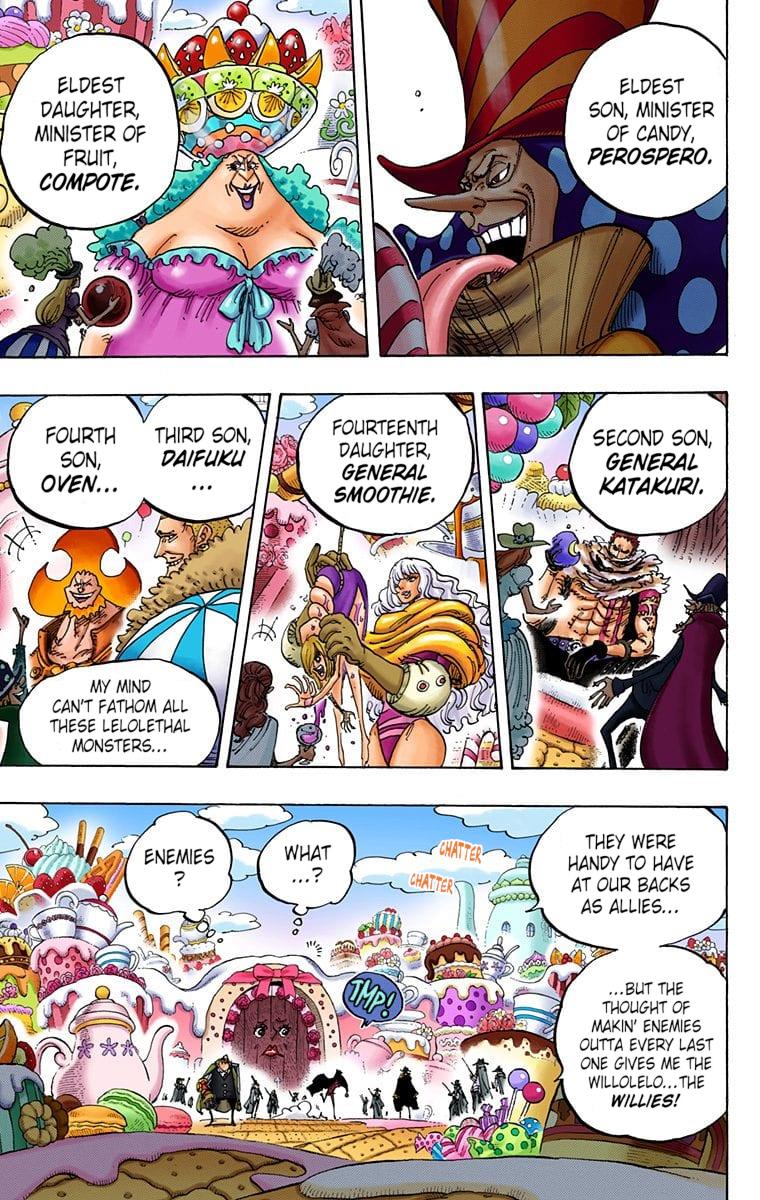 ELDEST
SON, MINISTER
OF CANDY,
PEROSPERO.
ELDEST
DAUGHTER,
MINISTER OF
FRUIT,
COMPOTE.
SECOND SON,
GENERAL
KATAKURI.
FOURTEENTH
DAUGHTER,
GENERAL
SMOOTHIE.
THIRD SON,
DAIFUKU
...
FOURTH
SON,
OVEN...
MY MIND
CAN'T FATHOM ALL
THESE LELOLETHAL
MONSTERS...
THEY WERE
HANDY TO HAVE
AT OUR BACKS
AS ALLIES...
...BUT THE
THOUGHT OF
MAKIN' ENEMIES
OUTTA EVERY LAST
ONE GIVES ME THE
WILLOLELO...THE
WILLIES!
CHATTER
CHATTER
WHAT
...?
ENEMIES
?
TMP!